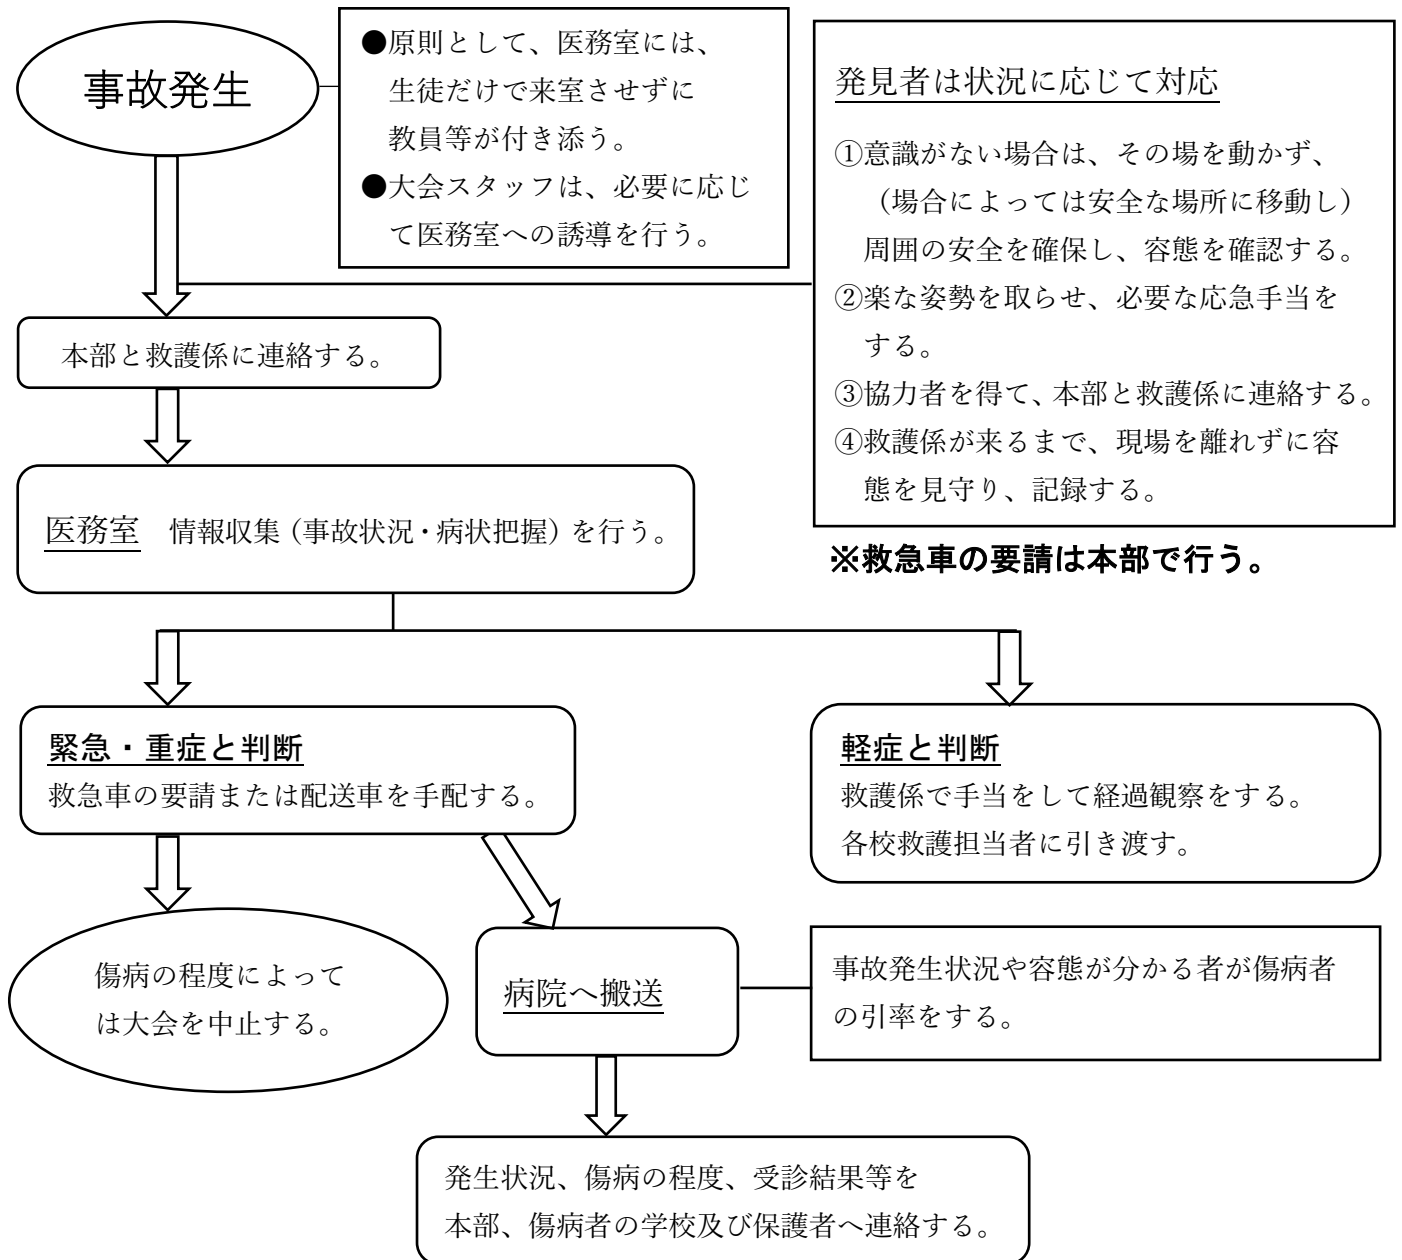 事故発生
●原則として、医務室には、
生徒だけで来室させずに
教員等が付き添う。
●大会スタッフは、必要に応じ
て医務室への誘導を行う。
発見者は状況に応じて対応
①意識がない場合は、その場を動かず、
（場合によっては安全な場所に移動し）
周囲の安全を確保し、容態を確認する。
②楽な姿勢を取らせ、必要な応急手当を
する。
③協力者を得て、本部と救護係に連絡する。
④救護係が来るまで、現場を離れずに容
態を見守り、記録する。
※救急車の要請は本部で行う。
本部と救護係に連絡する。
医務室　情報収集（事故状況・病状把握）を行う。
緊急・重症と判断
救急車の要請または配送車を手配する。
軽症と判断
救護係で手当をして経過観察をする。
各校救護担当者に引き渡す。
傷病の程度によって
は大会を中止する。
病院へ搬送
事故発生状況や容態が分かる者が傷病者
の引率をする。
発生状況、傷病の程度、受診結果等を
本部、傷病者の学校及び保護者へ連絡する。